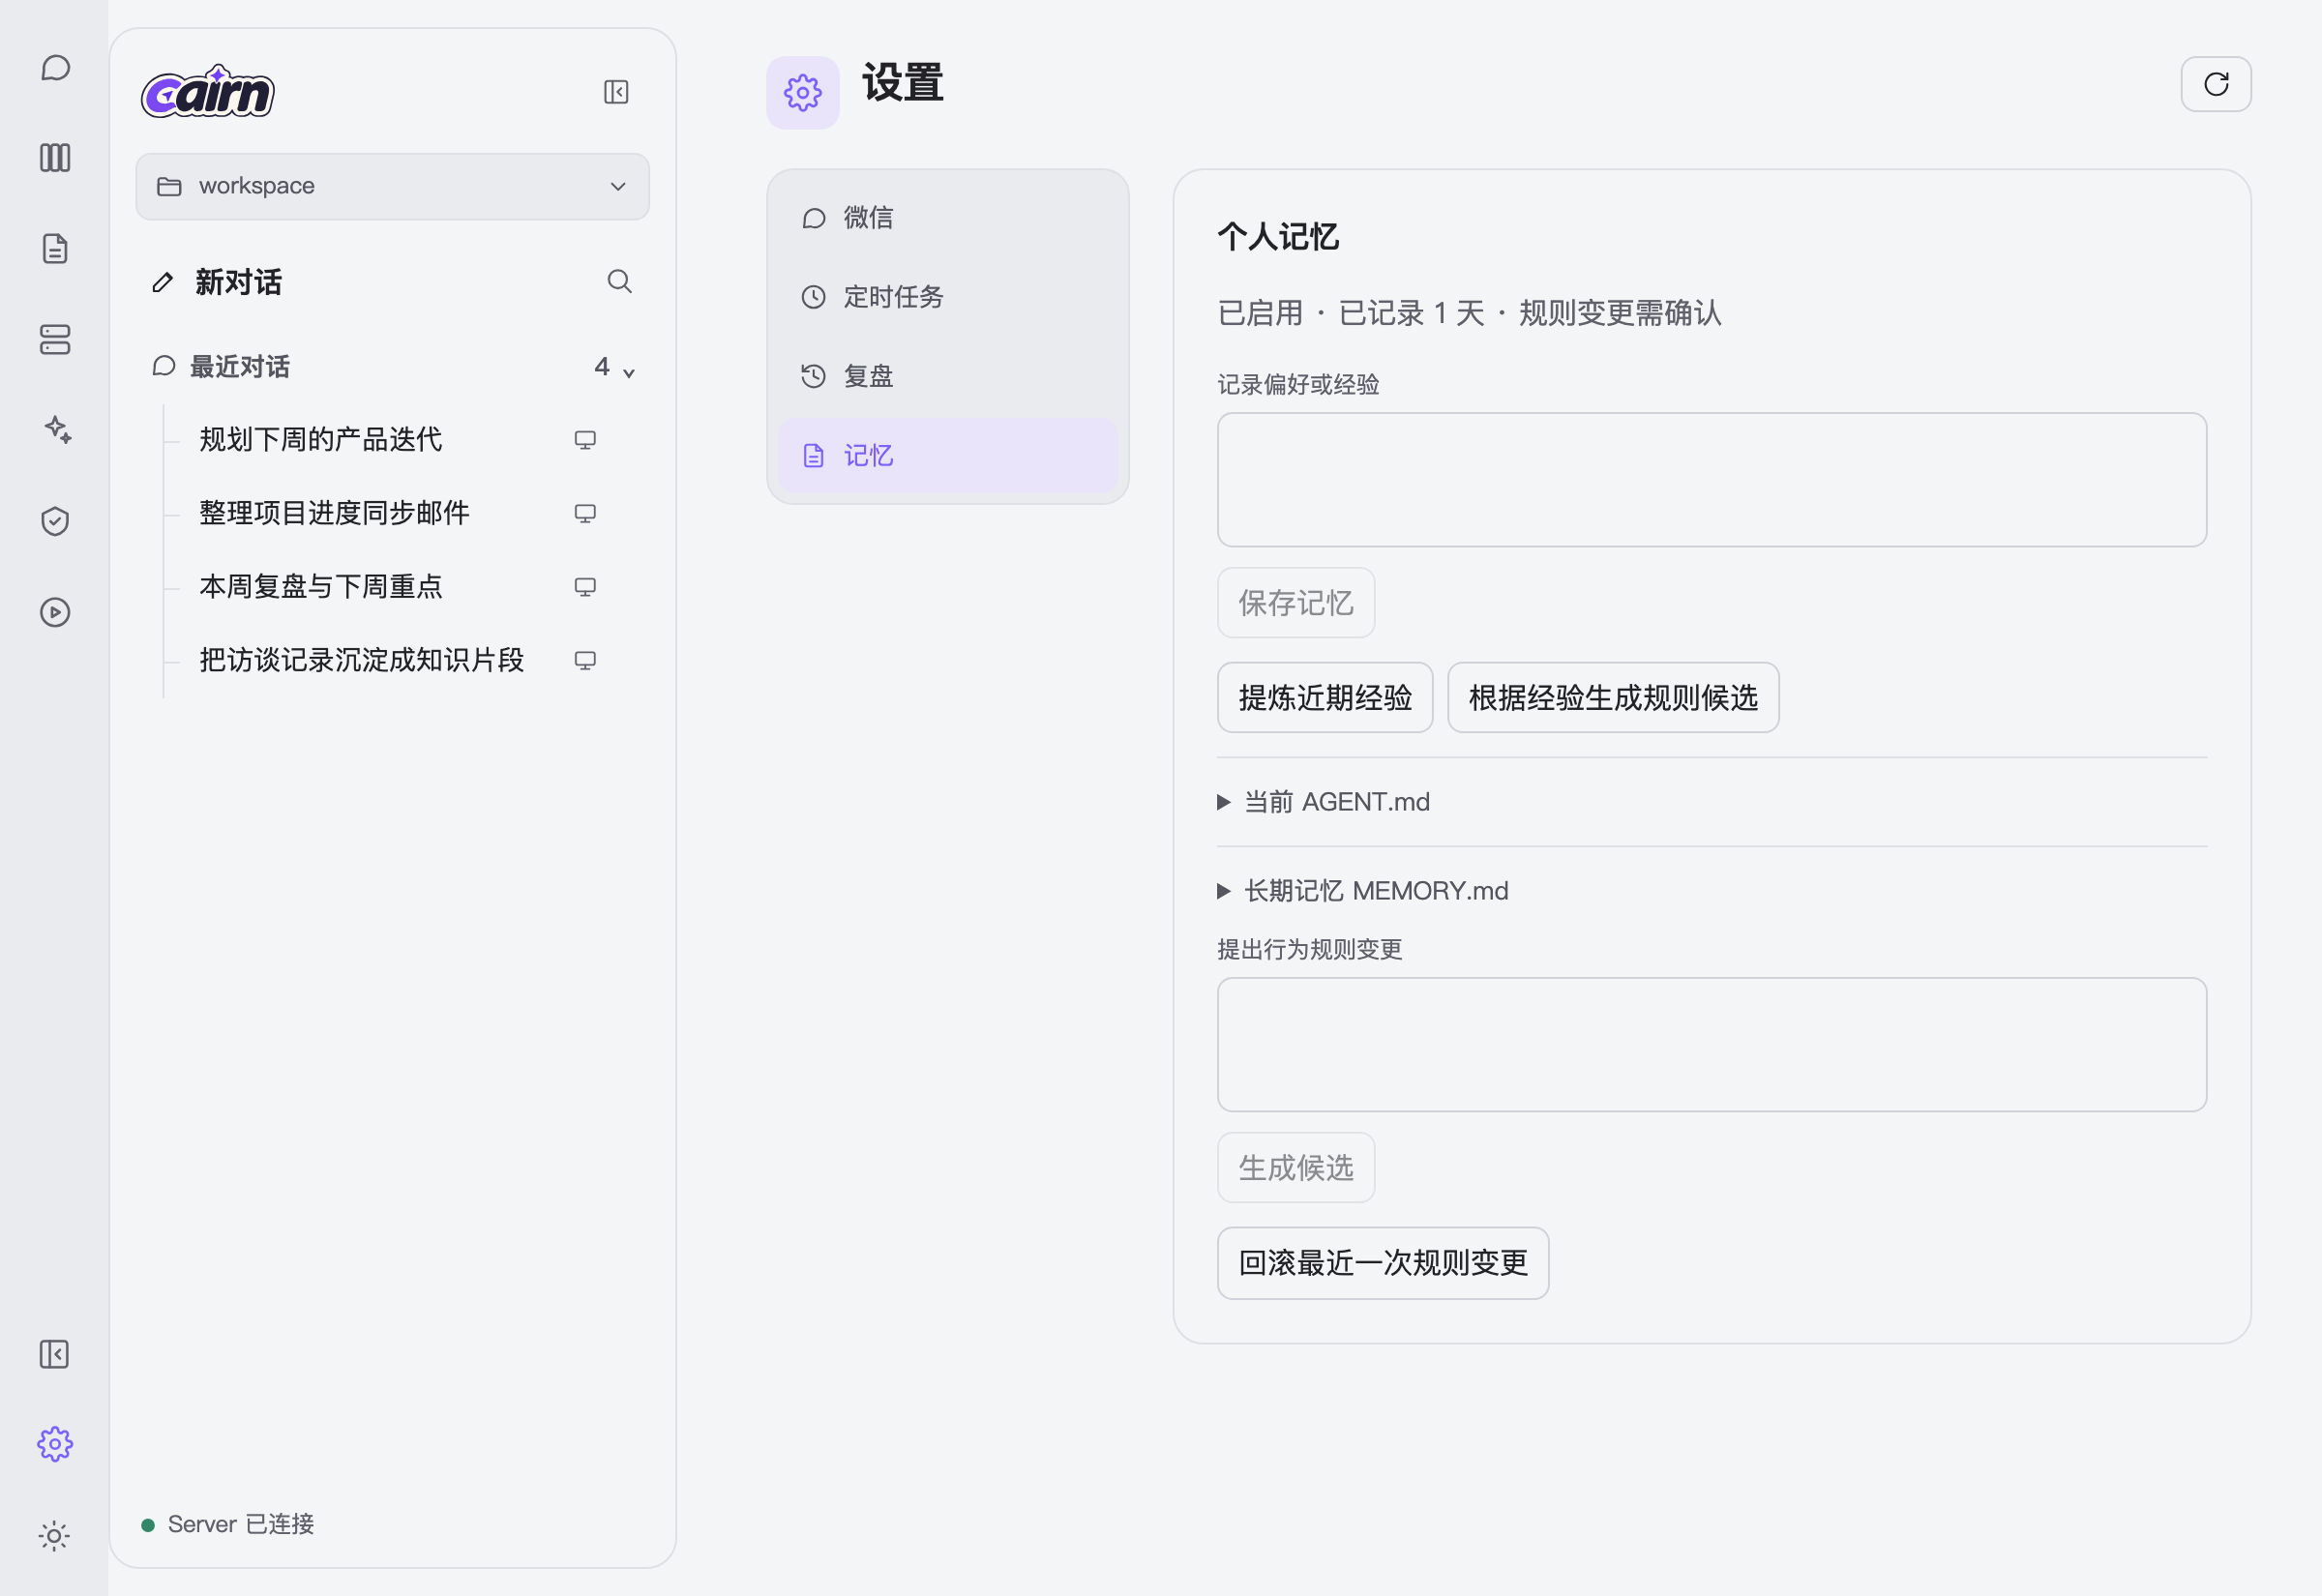 cairn
workspace
新对话
最近对话 4
规划下周的产品迭代
整理项目进度同步邮件
本周复盘与下周重点
把访谈记录沉淀成知识片段
Server 已连接
设置
微信
定时任务
复盘
记忆
个人记忆
已启用 · 已记录 1 天 · 规则变更需确认
记录偏好或经验
保存记忆
提炼近期经验 根据经验生成规则候选
当前 AGENT.md
长期记忆 MEMORY.md
提出行为规则变更
生成候选
回滚最近一次规则变更